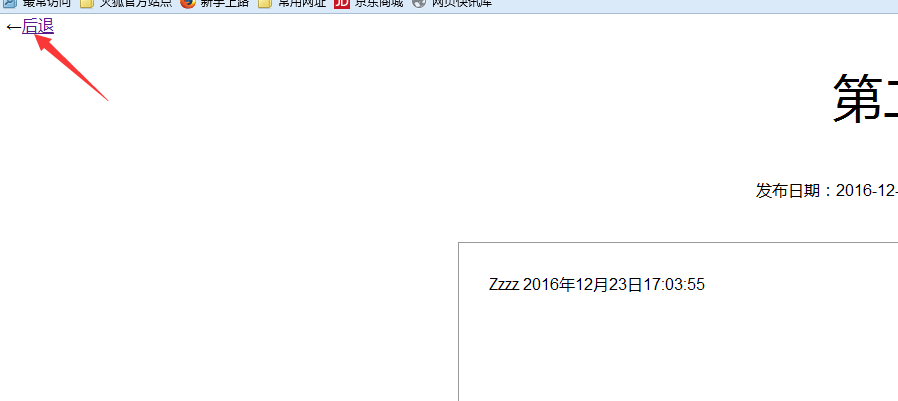 最常访问 火狐官方站点 新手上路 常用网址 JD 京东商城 网页快讯库
←后退
第二
发布日期：2016-12-
Zzzz 2016年12月23日17:03:55